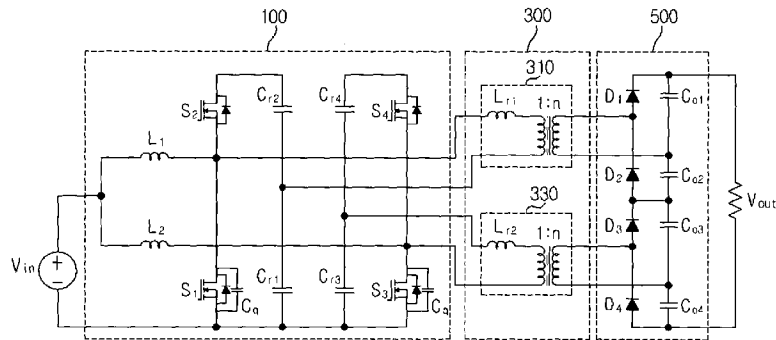 100
300
500
310
S2
Cr2
Cr4
S4
Lr1
1:n
D1
Co1
L1
D2
Co2
330
L2
Lr2
1:n
D3
Co3
Vout
Vin
S1
Cq
Cr1
Cr3
S3
Cq
D4
Co4
+
-